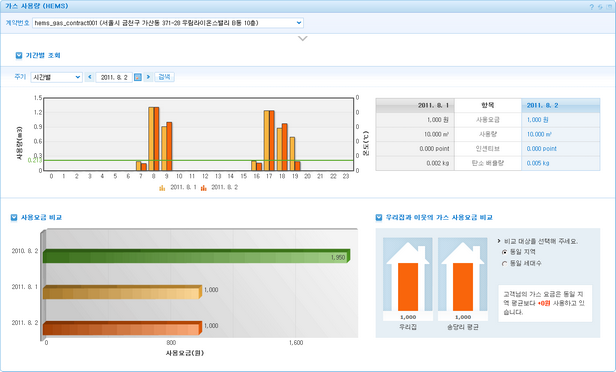 가스 사용량 (HEMS)
계약번호 hems_gas_contract001 (서울시 금천구 가산동 371-28 우림라이온스밸리 B동 10층)
기간별 조회
주기 시간별 2011. 8. 2 검색
사용량(m3)
1.5
1.2
0.9
0.6
0.3
0.213
0
0 1 2 3 4 5 6 7 8 9 10 11 12 13 14 15 16 17 18 19 20 21 22 23
0
0
0
0
0
0
온도(℃)
2011. 8. 1 2011. 8. 2
2011. 8. 1 항목 2011. 8. 2
1,000 원 사용요금 1,000 원
10.000 ㎥ 사용량 10.000 ㎥
0.000 point 인센티브 0.000 point
0.002 kg 탄소 배출량 0.005 kg
사용요금 비교
2010. 8. 2 1,950
2011. 8. 1 1,000
2011. 8. 2 1,000
0 800 1,600
사용요금(원)
우리집과 이웃의 가스 사용요금 비교
1,000 1,000
우리집 송달리 평균
비교 대상을 선택해 주세요.
동일 지역
동일 세대수
고객님의 가스 요금은 동일 지
역 평균보다 +0원 사용하고 있
습니다.